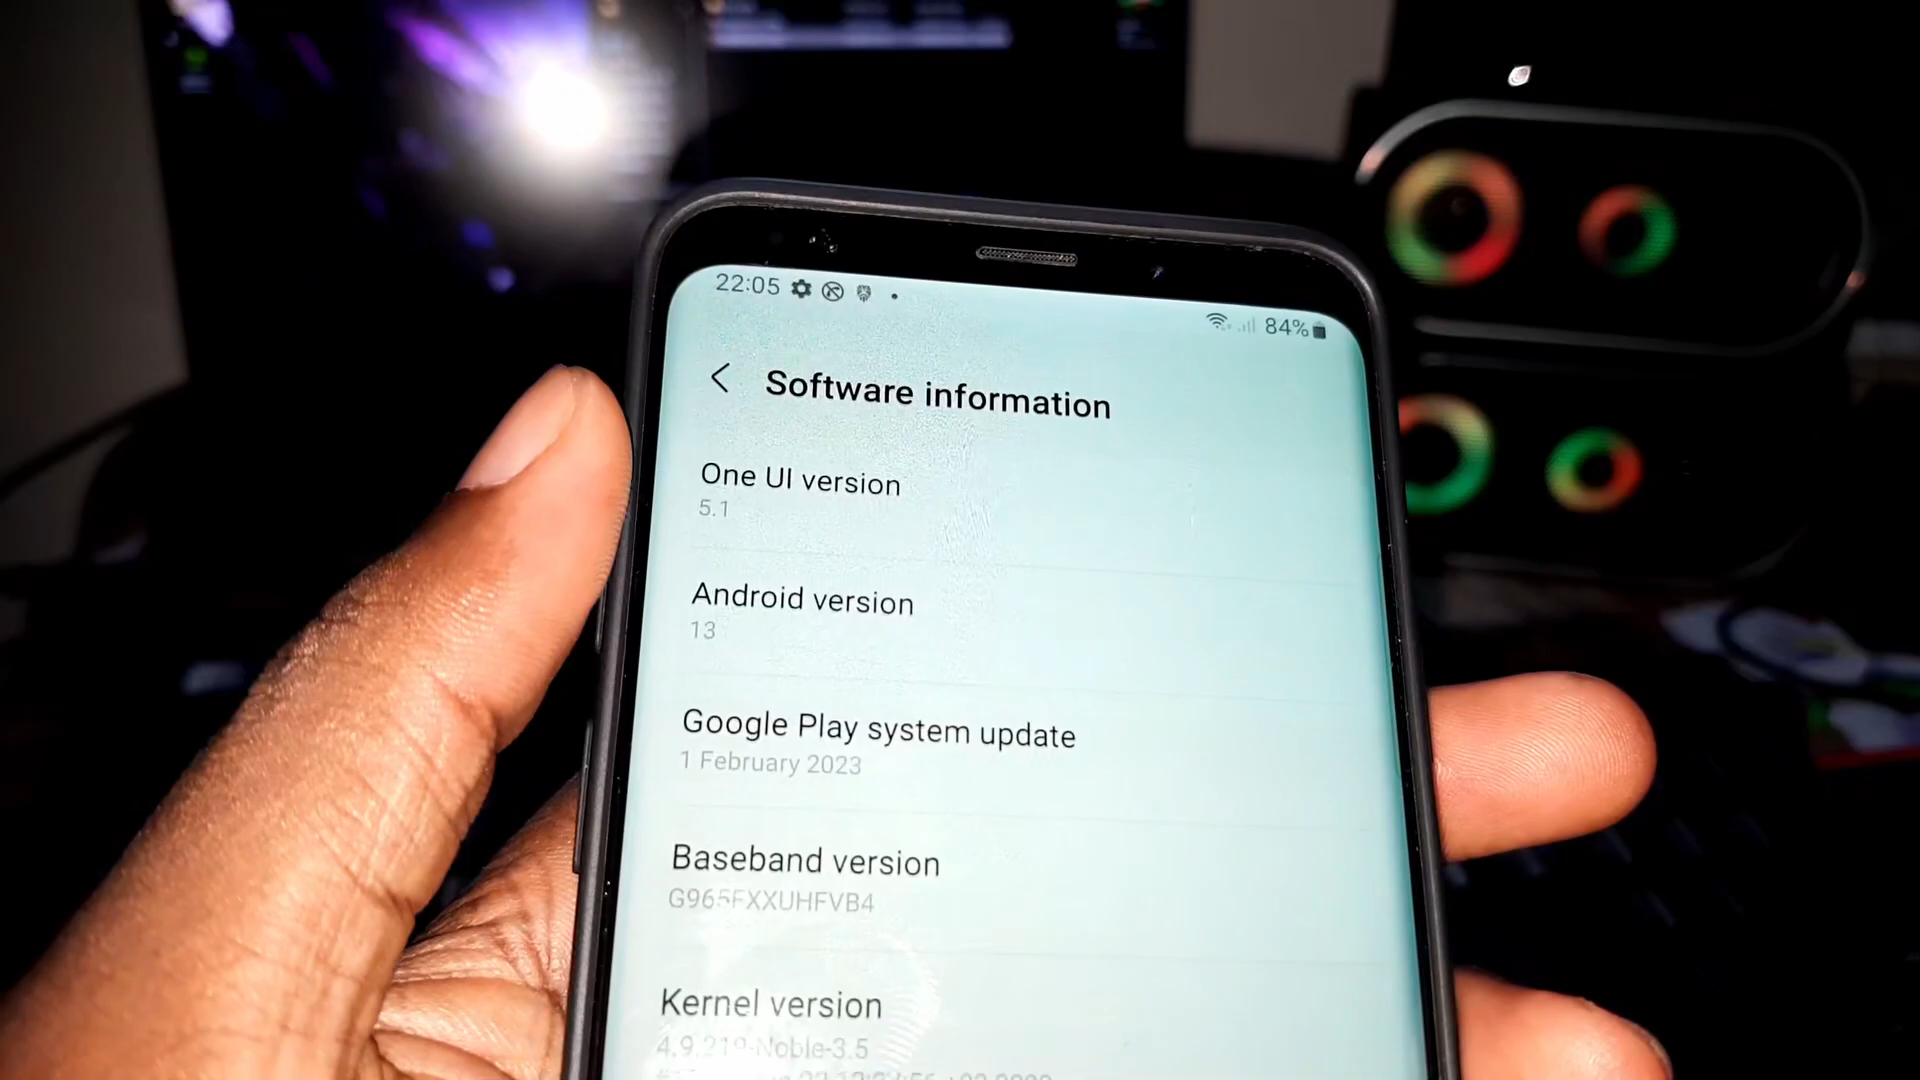 22:05
84%
Software information
One UI version
5.1
Android version
13
Google Play system update
1 February 2023
Baseband version
G965FXXUHFVB4
Kernel version
4.9.219-Noble-3.5